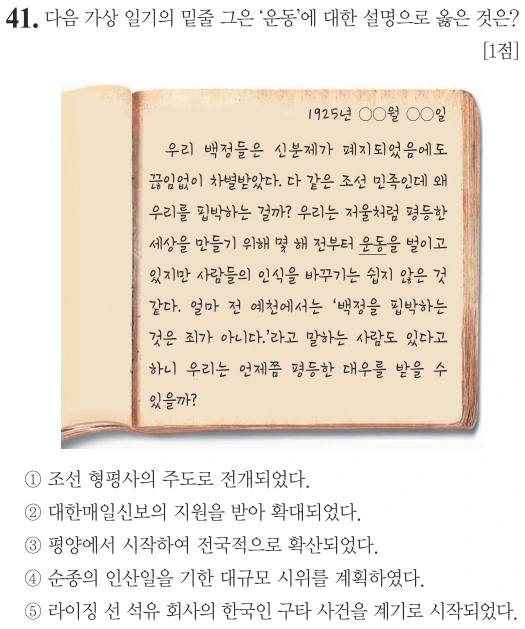 41. 다음 가상 일기의 밑줄 그은 ‘운동’에 대한 설명으로 옳은 것은?
[1점]
1925년 ○○월 ○○일
우리 백정들은 신분제가 폐지되었음에도
끊임없이 차별받았다. 다 같은 조선 민족인데 왜
우리를 핍박하는 걸까? 우리는 저울처럼 평등한
세상을 만들기 위해 몇 해 전부터 운동을 벌이고
있지만 사람들의 인식을 바꾸기는 쉽지 않은 것
같다. 얼마 전 예천에서는 ‘백정을 핍박하는
것은 죄가 아니다.’라고 말하는 사람도 있다고
하니 우리는 언제쯤 평등한 대우를 받을 수
있을까?
① 조선 형평사의 주도로 전개되었다.
② 대한매일신보의 지원을 받아 확대되었다.
③ 평양에서 시작하여 전국적으로 확산되었다.
④ 순종의 인산일을 기한 대규모 시위를 계획하였다.
⑤ 라이징 선 석유 회사의 한국인 구타 사건을 계기로 시작되었다.